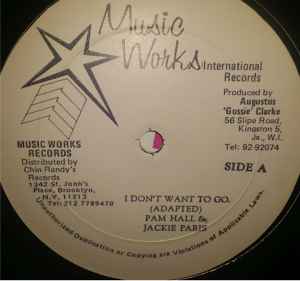 Music
Works International
Records
Produced by
Augustus
'Gussie' Clarke
56 Slipe Road,
Kingston 5,
Ja., W.I.
Tel: 92-92074
SIDE A
MUSIC WORKS
RECORDS
Distributed by
Chin Randy's
Records
1342 St. John's
Place, Brooklyn,
N.Y. 11213
Tel: 212 7789470
I DON'T WANT TO GO.
(ADAPTED)
PAM HALL &
JACKIE PARIS
Unauthorized Duplication or Copying are Violations of Applicable Laws.